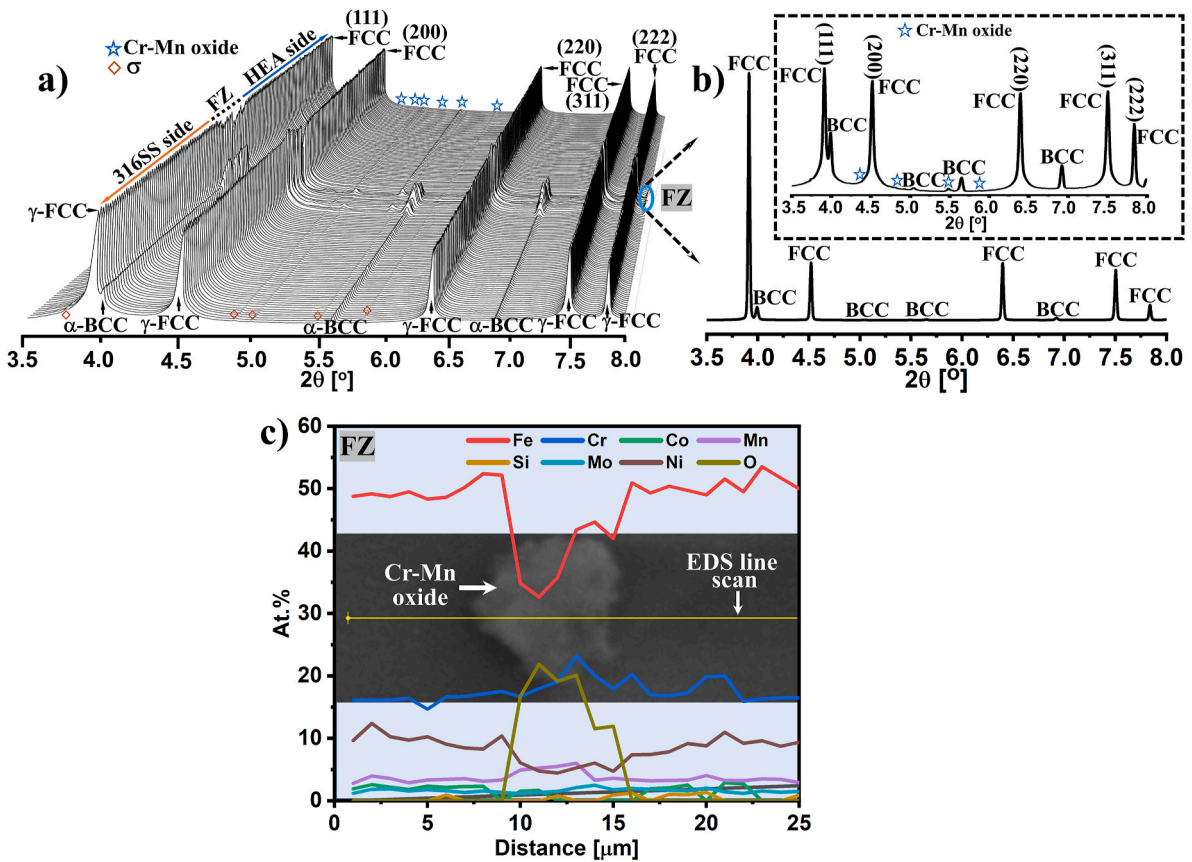 a)
☆ Cr-Mn oxide
◇ σ
316SS side
FZ
HEA side
(111)
FCC
(200)
FCC
(220)
FCC
FCC
(311)
(222)
FCC
γ-FCC
FZ
α-BCC
γ-FCC
α-BCC
γ-FCC
α-BCC
γ-FCC
γ-FCC
3.5 4.0 4.5 5.0 5.5 6.0 6.5 7.0 7.5 8.0
2θ [º]
b)
☆ Cr-Mn oxide
(111)
FCC
BCC
(200)
FCC
BCC
BCC
(220)
FCC
BCC
(311)
FCC
(222)
FCC
3.5 4.0 4.5 5.0 5.5 6.0 6.5 7.0 7.5 8.0
2θ [º]
FCC
BCC
FCC
BCC
BCC
FCC
BCC
FCC
FCC
3.5 4.0 4.5 5.0 5.5 6.0 6.5 7.0 7.5 8.0
2θ [º]
c)
FZ
Fe Cr Co Mn
Si Mo Ni O
Cr-Mn
oxide
EDS line
scan
At.%
60
50
40
30
20
10
0
0 5 10 15 20 25
Distance [μm]